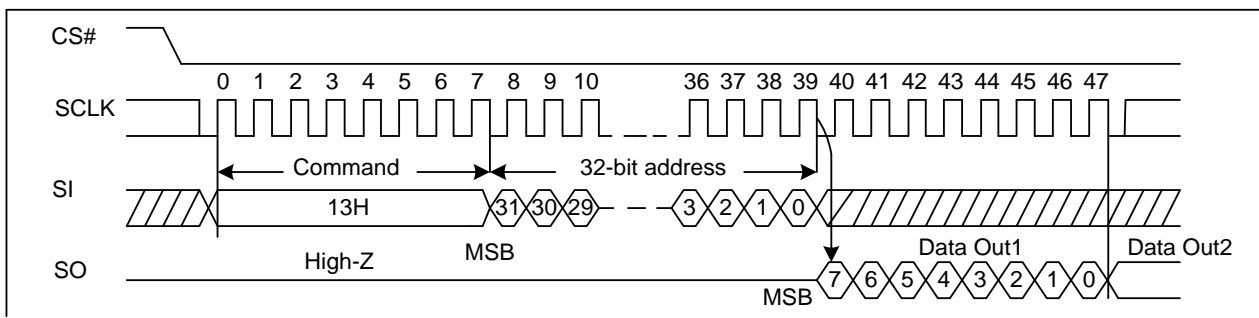 CS#
0 1 2 3 4 5 6 7 8 9 10 36 37 38 39 40 41 42 43 44 45 46 47
SCLK
Command 32-bit address
SI
13H 31 30 29 3 2 1 0
High-Z MSB Data Out1 Data Out2
SO
MSB 7 6 5 4 3 2 1 0